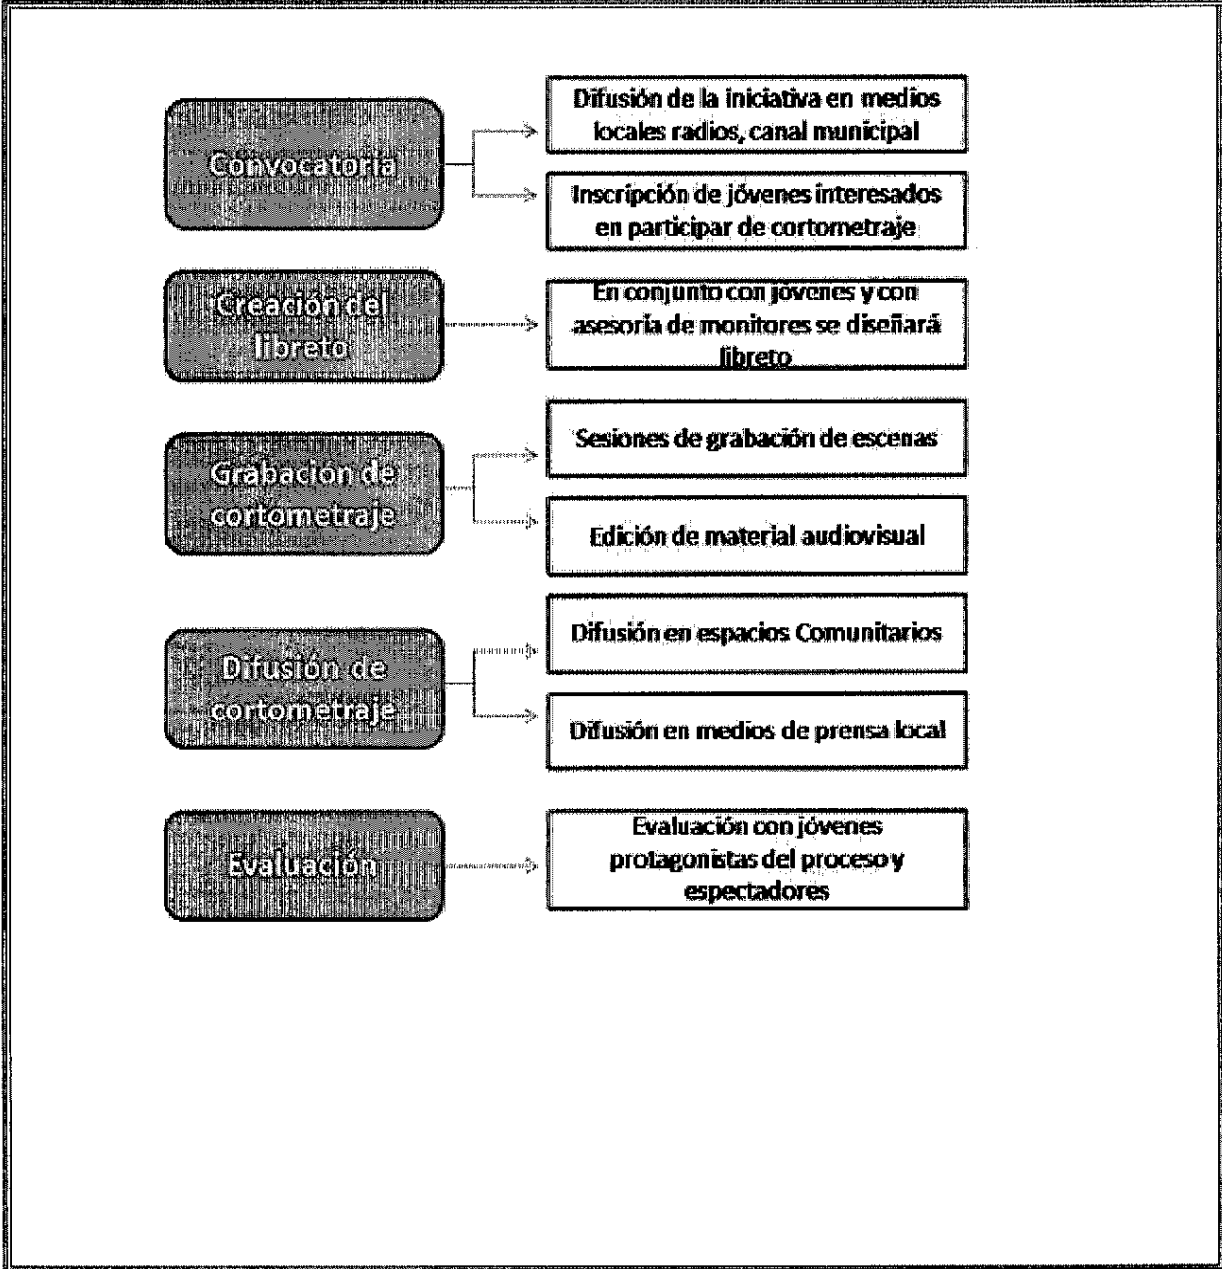 Convocatoria
Difusión de la iniciativa en medios
locales radios, canal municipal
Inscripción de jóvenes interesados
en participar de cortometraje
Creación del
libreto
En conjunto con jóvenes y con
asesoría de monitores se diseñará
libreto
Grabación de
cortometraje
Sesiones de grabación de escenas
Edición de material audiovisual
Difusión de
cortometraje
Difusión en espacios Comunitarios
Difusión en medios de prensa local
Evaluación
Evaluación con jóvenes
protagonistas del proceso y
espectadores